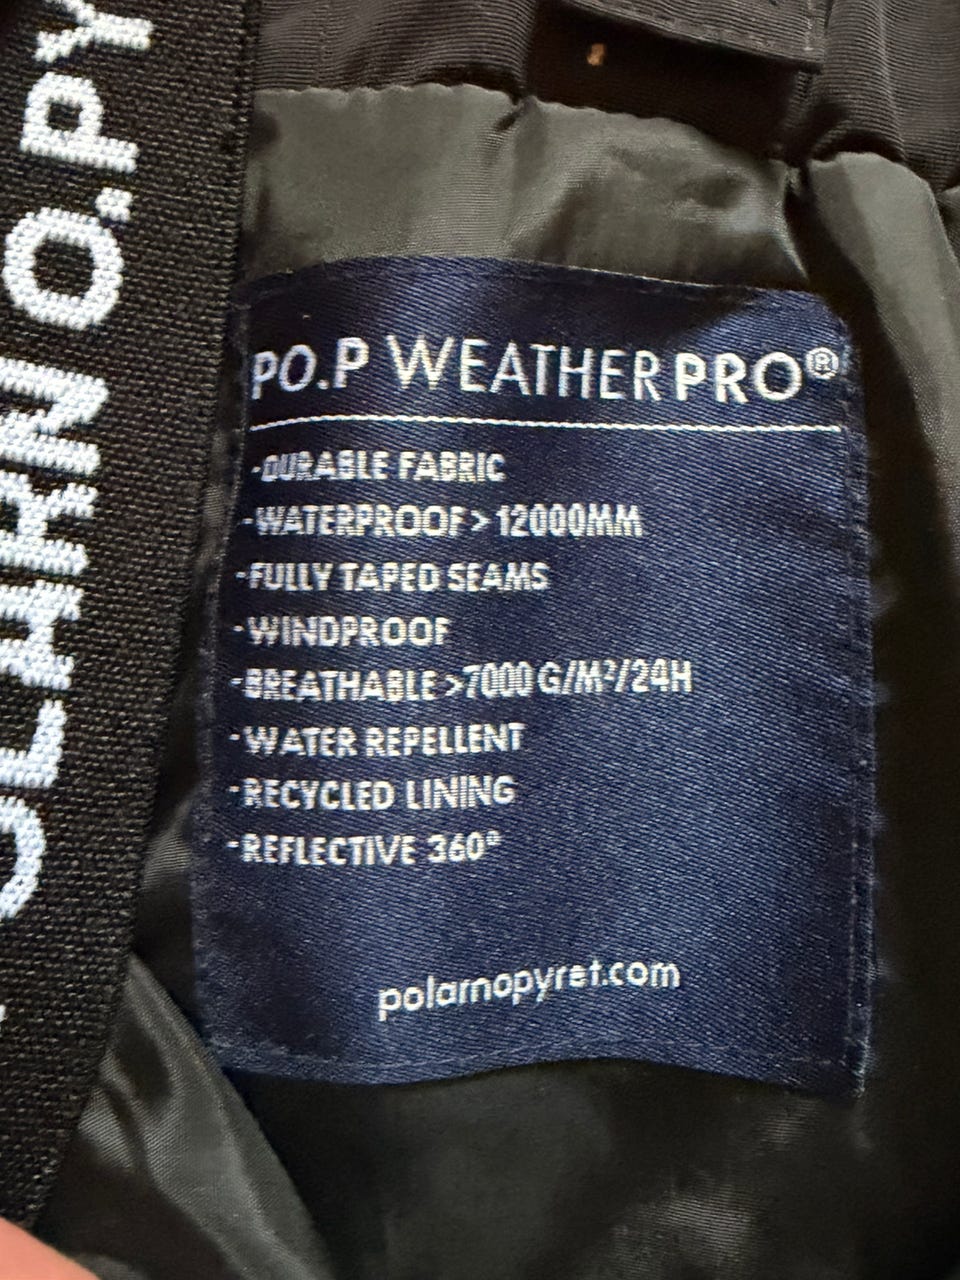 PO.P WEATHERPRO®
-DURABLE FABRIC
-WATERPROOF > 12000MM
-FULLY TAPED SEAMS
-WINDPROOF
-BREATHABLE >7000 G/M²/24H
-WATER REPELLENT
-RECYCLED LINING
-REFLECTIVE 360°
polarnopyret.com
OLARN O.PY